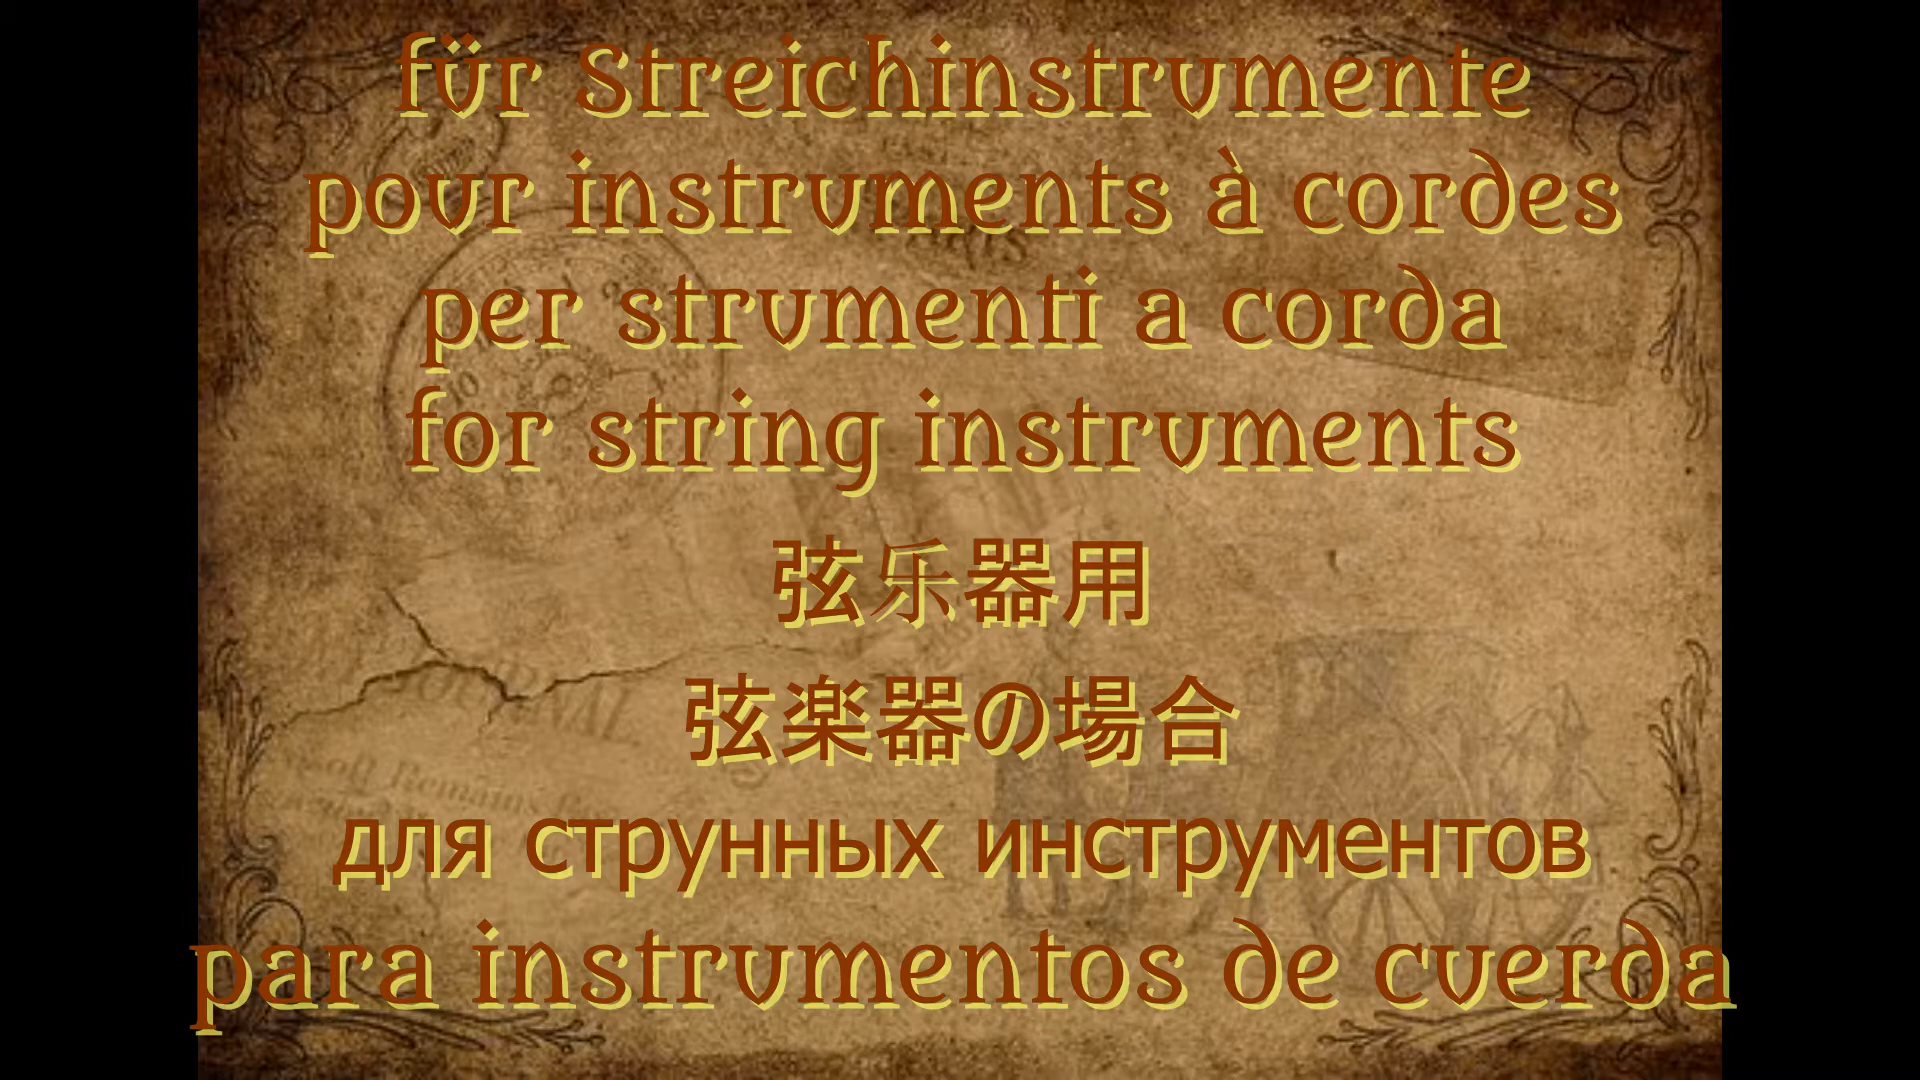 für Streichinstrumente
pour instruments à cordes
per strumenti a corda
for string instruments
弦乐器用
弦楽器の場合
для струнных инструментов
para instrumentos de cuerda